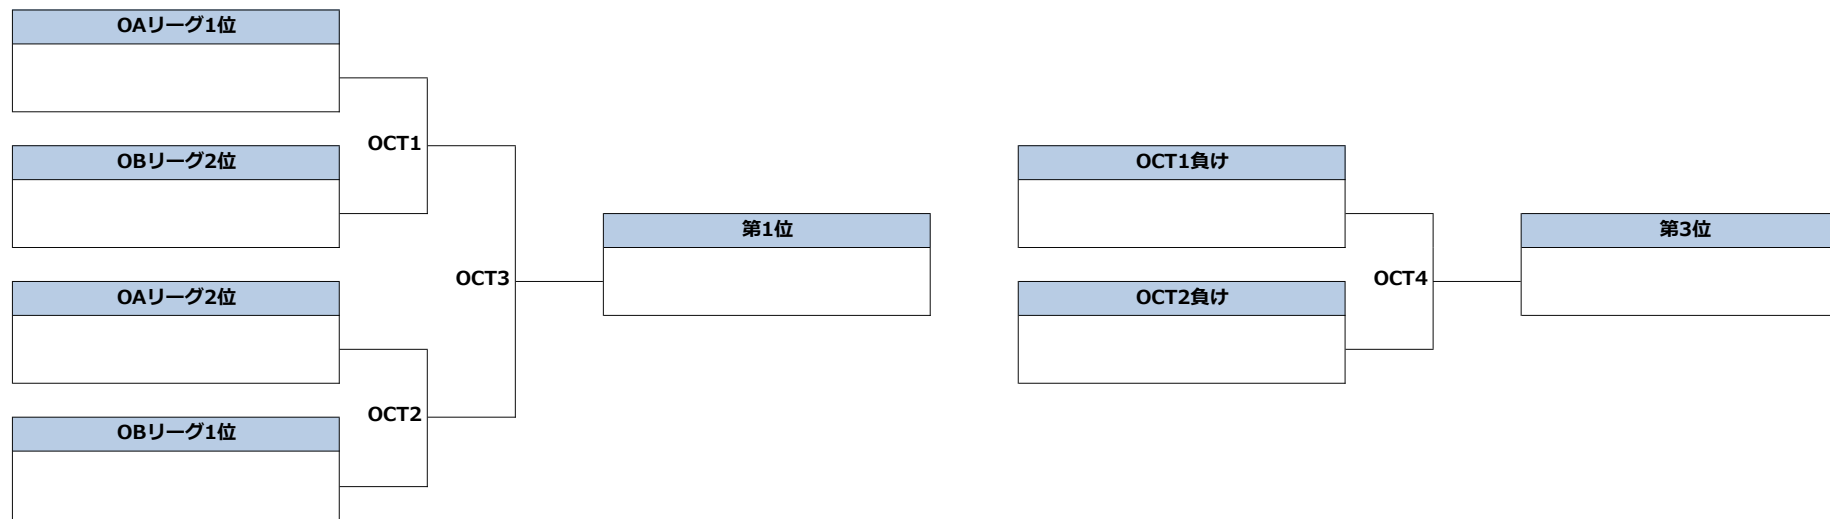 OAリーグ1位
OCT1
OBリーグ2位
OCT3
第1位
OAリーグ2位
OCT2
OBリーグ1位
OCT1負け
OCT4
第3位
OCT2負け